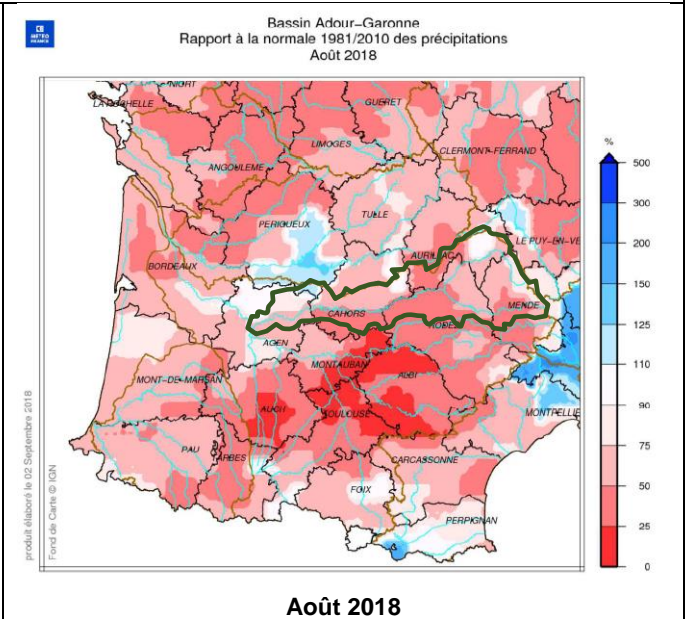 METEO
FRANCE
Bassin Adour-Garonne
Rapport à la normale 1981/2010 des précipitations
Août 2018
NIORT
LA ROCHELLE
GUERET
LIMOGES
CLERMONT-FERRAND
ANGOULEME
TULLE
PERIGUEUX
LE PUY-EN-VE
AURILLAC
BORDEAUX
MENDE
CAHORS
RODEZ
AGEN
MONTAUBAN
ALBI
MONT-DE-MARSAN
AUCH
TOULOUSE
MONTPELLIE
PAU
TARBES
CARCASSONNE
FOIX
PERPIGNAN
%
500
300
200
150
125
110
90
75
50
25
0
produit élaboré le 02 Septembre 2018
Fond de Carte © IGN
Août 2018